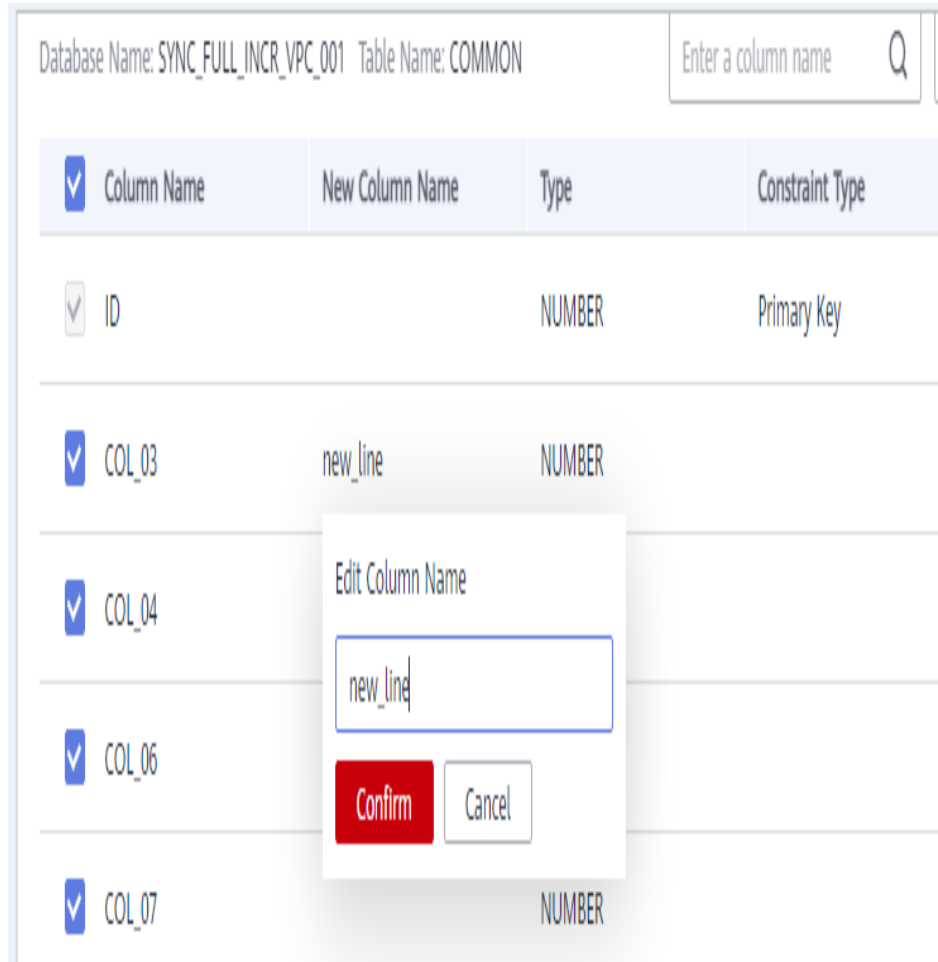 Database Name: SYNC_FULL_INCR_VPC_001 Table Name: COMMON Enter a column name
Column Name New Column Name Type Constraint Type
ID NUMBER Primary Key
COL_03 new_line NUMBER
Edit Column Name
COL_04
new_line
COL_06
Confirm Cancel
COL_07 NUMBER